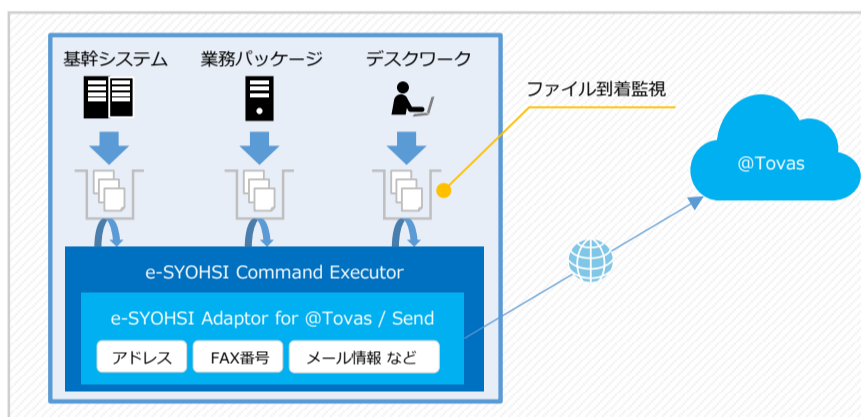 基幹システム
業務パッケージ
デスクワーク
ファイル到着監視
@Tovas
e-SYOHSI Command Executor
e-SYOHSI Adaptor for @Tovas / Send
アドレス
FAX番号
メール情報 など